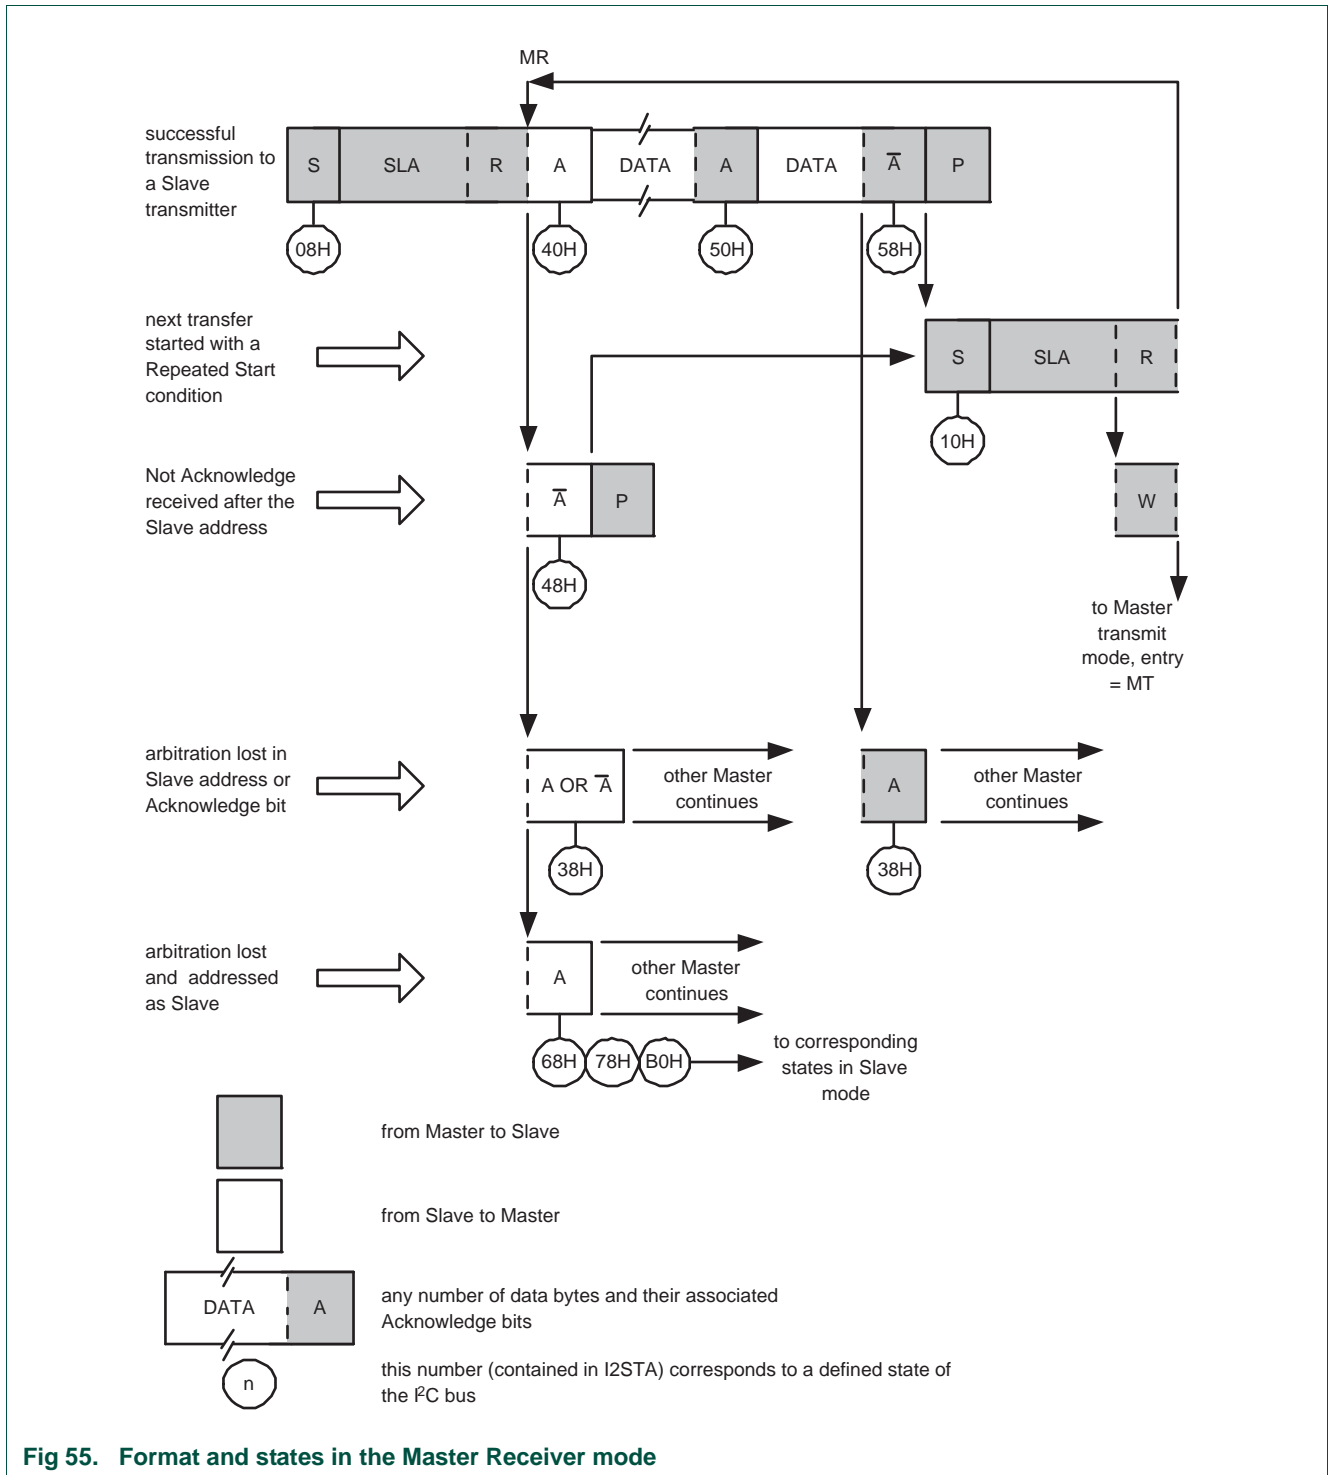 MR
successful
transmission to
a Slave
transmitter
S SLA R A DATA A DATA A̅ P
08H 40H 50H 58H
next transfer
started with a
Repeated Start
condition
S SLA R
10H
Not Acknowledge
received after the
Slave address
A̅ P
W
48H
to Master
transmit
mode, entry
= MT
arbitration lost in
Slave address or
Acknowledge bit
A OR A̅
other Master
continues
A
other Master
continues
38H 38H
arbitration lost
and addressed
as Slave
A
other Master
continues
68H 78H B0H
to corresponding
states in Slave
mode
from Master to Slave
from Slave to Master
DATA A
any number of data bytes and their associated
Acknowledge bits
n
this number (contained in I2STA) corresponds to a defined state of
the I²C bus
Fig 55. Format and states in the Master Receiver mode